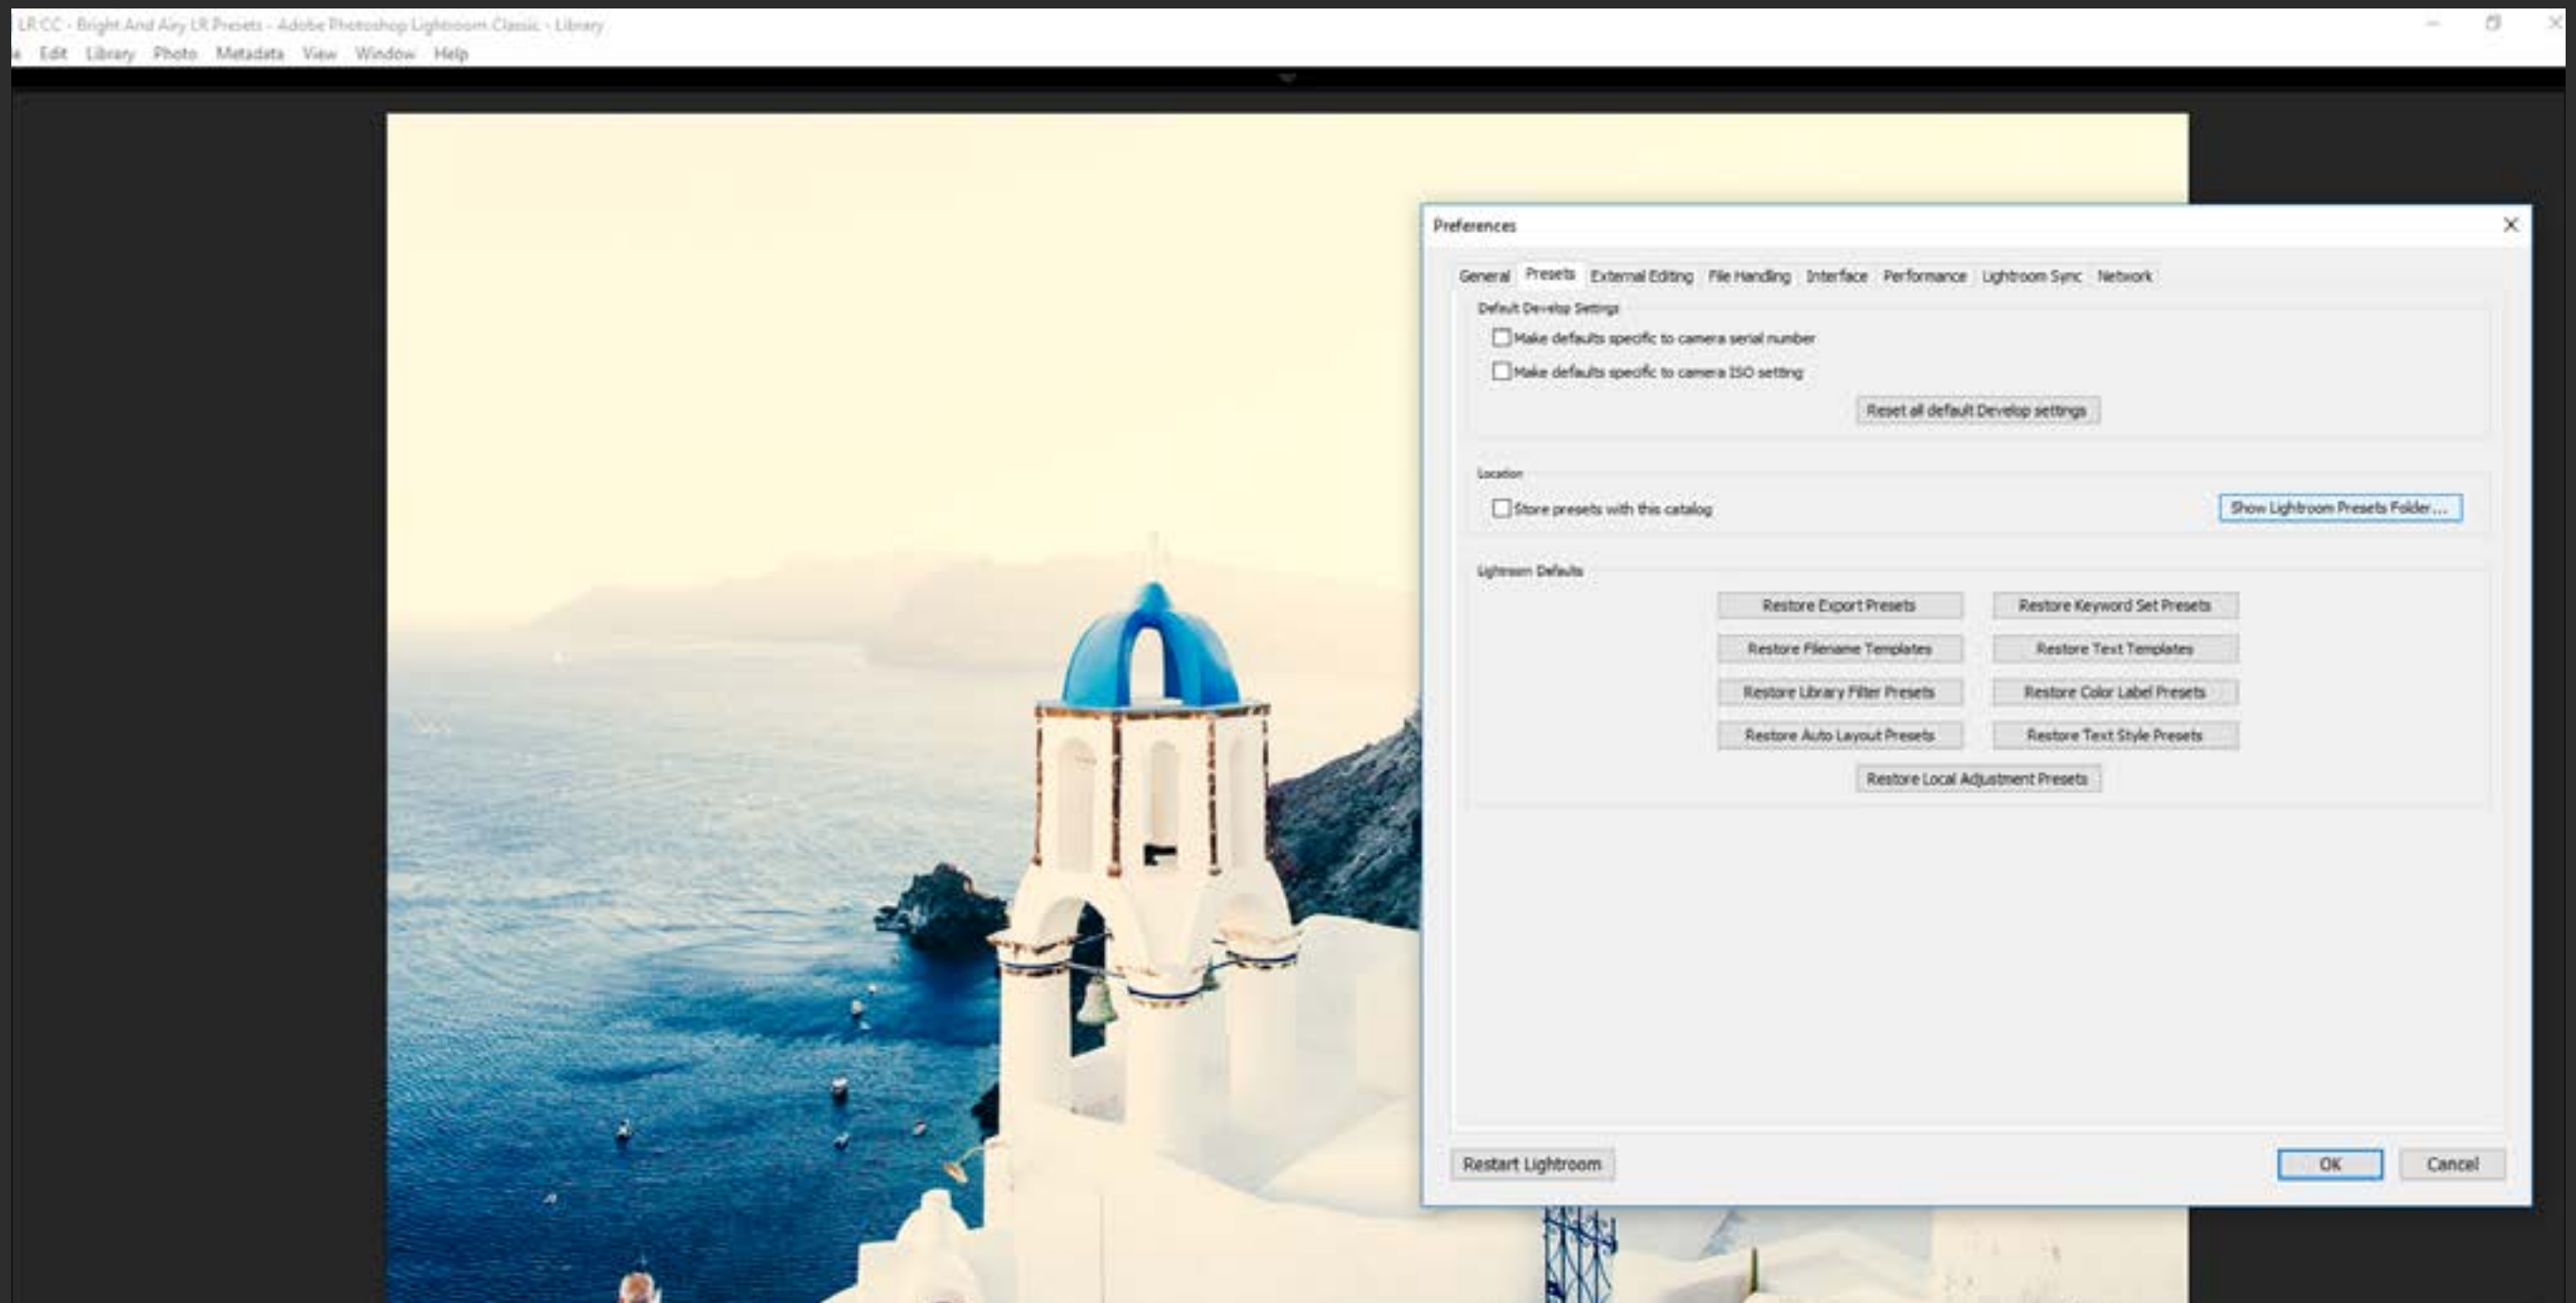 LR CC - Bright And Airy LR Presets - Adobe Photoshop Lightroom Classic - Library
Edit Library Photo Metadata View Window Help
Preferences
General Presets External Editing File Handling Interface Performance Lightroom Sync Network
Default Develop Settings
Make defaults specific to camera serial number
Make defaults specific to camera ISO setting
Reset all default Develop settings
Location
Store presets with this catalog
Show Lightroom Presets Folder...
Lightroom Defaults
Restore Export Presets Restore Keyword Set Presets
Restore Filename Templates Restore Text Templates
Restore Library Filter Presets Restore Color Label Presets
Restore Auto Layout Presets Restore Text Style Presets
Restore Local Adjustment Presets
Restart Lightroom OK Cancel